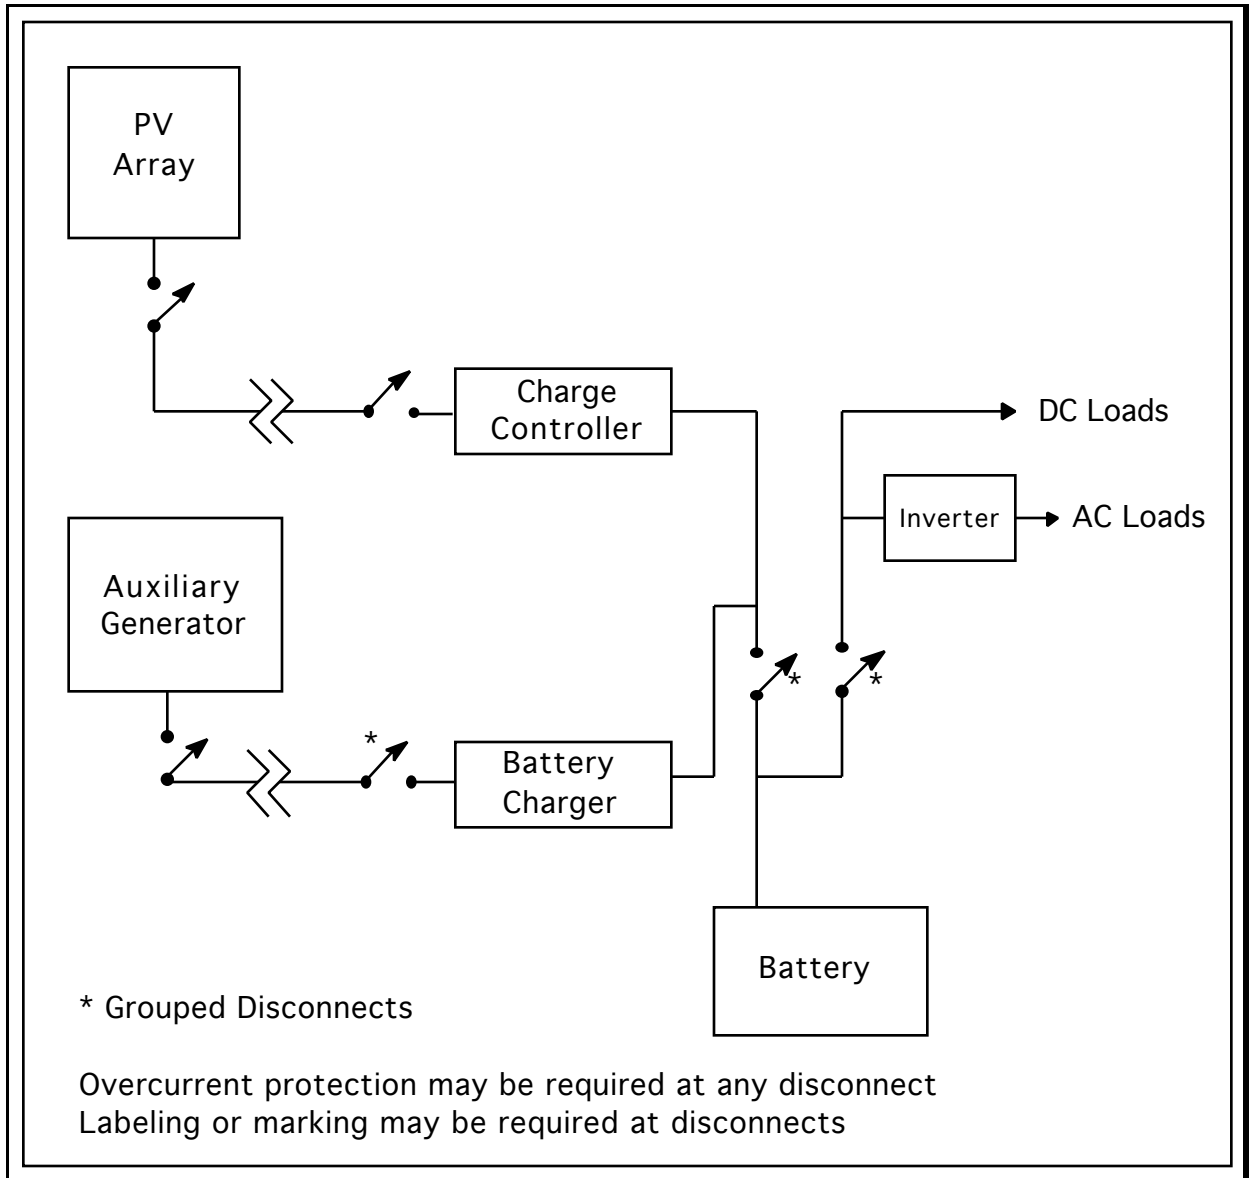 PV
Array
Charge
Controller
DC Loads
Inverter
AC Loads
Auxiliary
Generator
*
*
*
Battery
Charger
Battery
* Grouped Disconnects
Overcurrent protection may be required at any disconnect
Labeling or marking may be required at disconnects